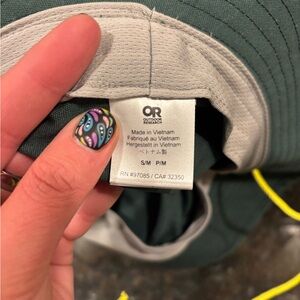 OR
OUTDOOR
RESEARCH
Made in Vietnam
Fabriqué au Vietnam
Hergestellt in Vietnam
ベトナム製
S/M P/M
RN #97085 / CA# 32350